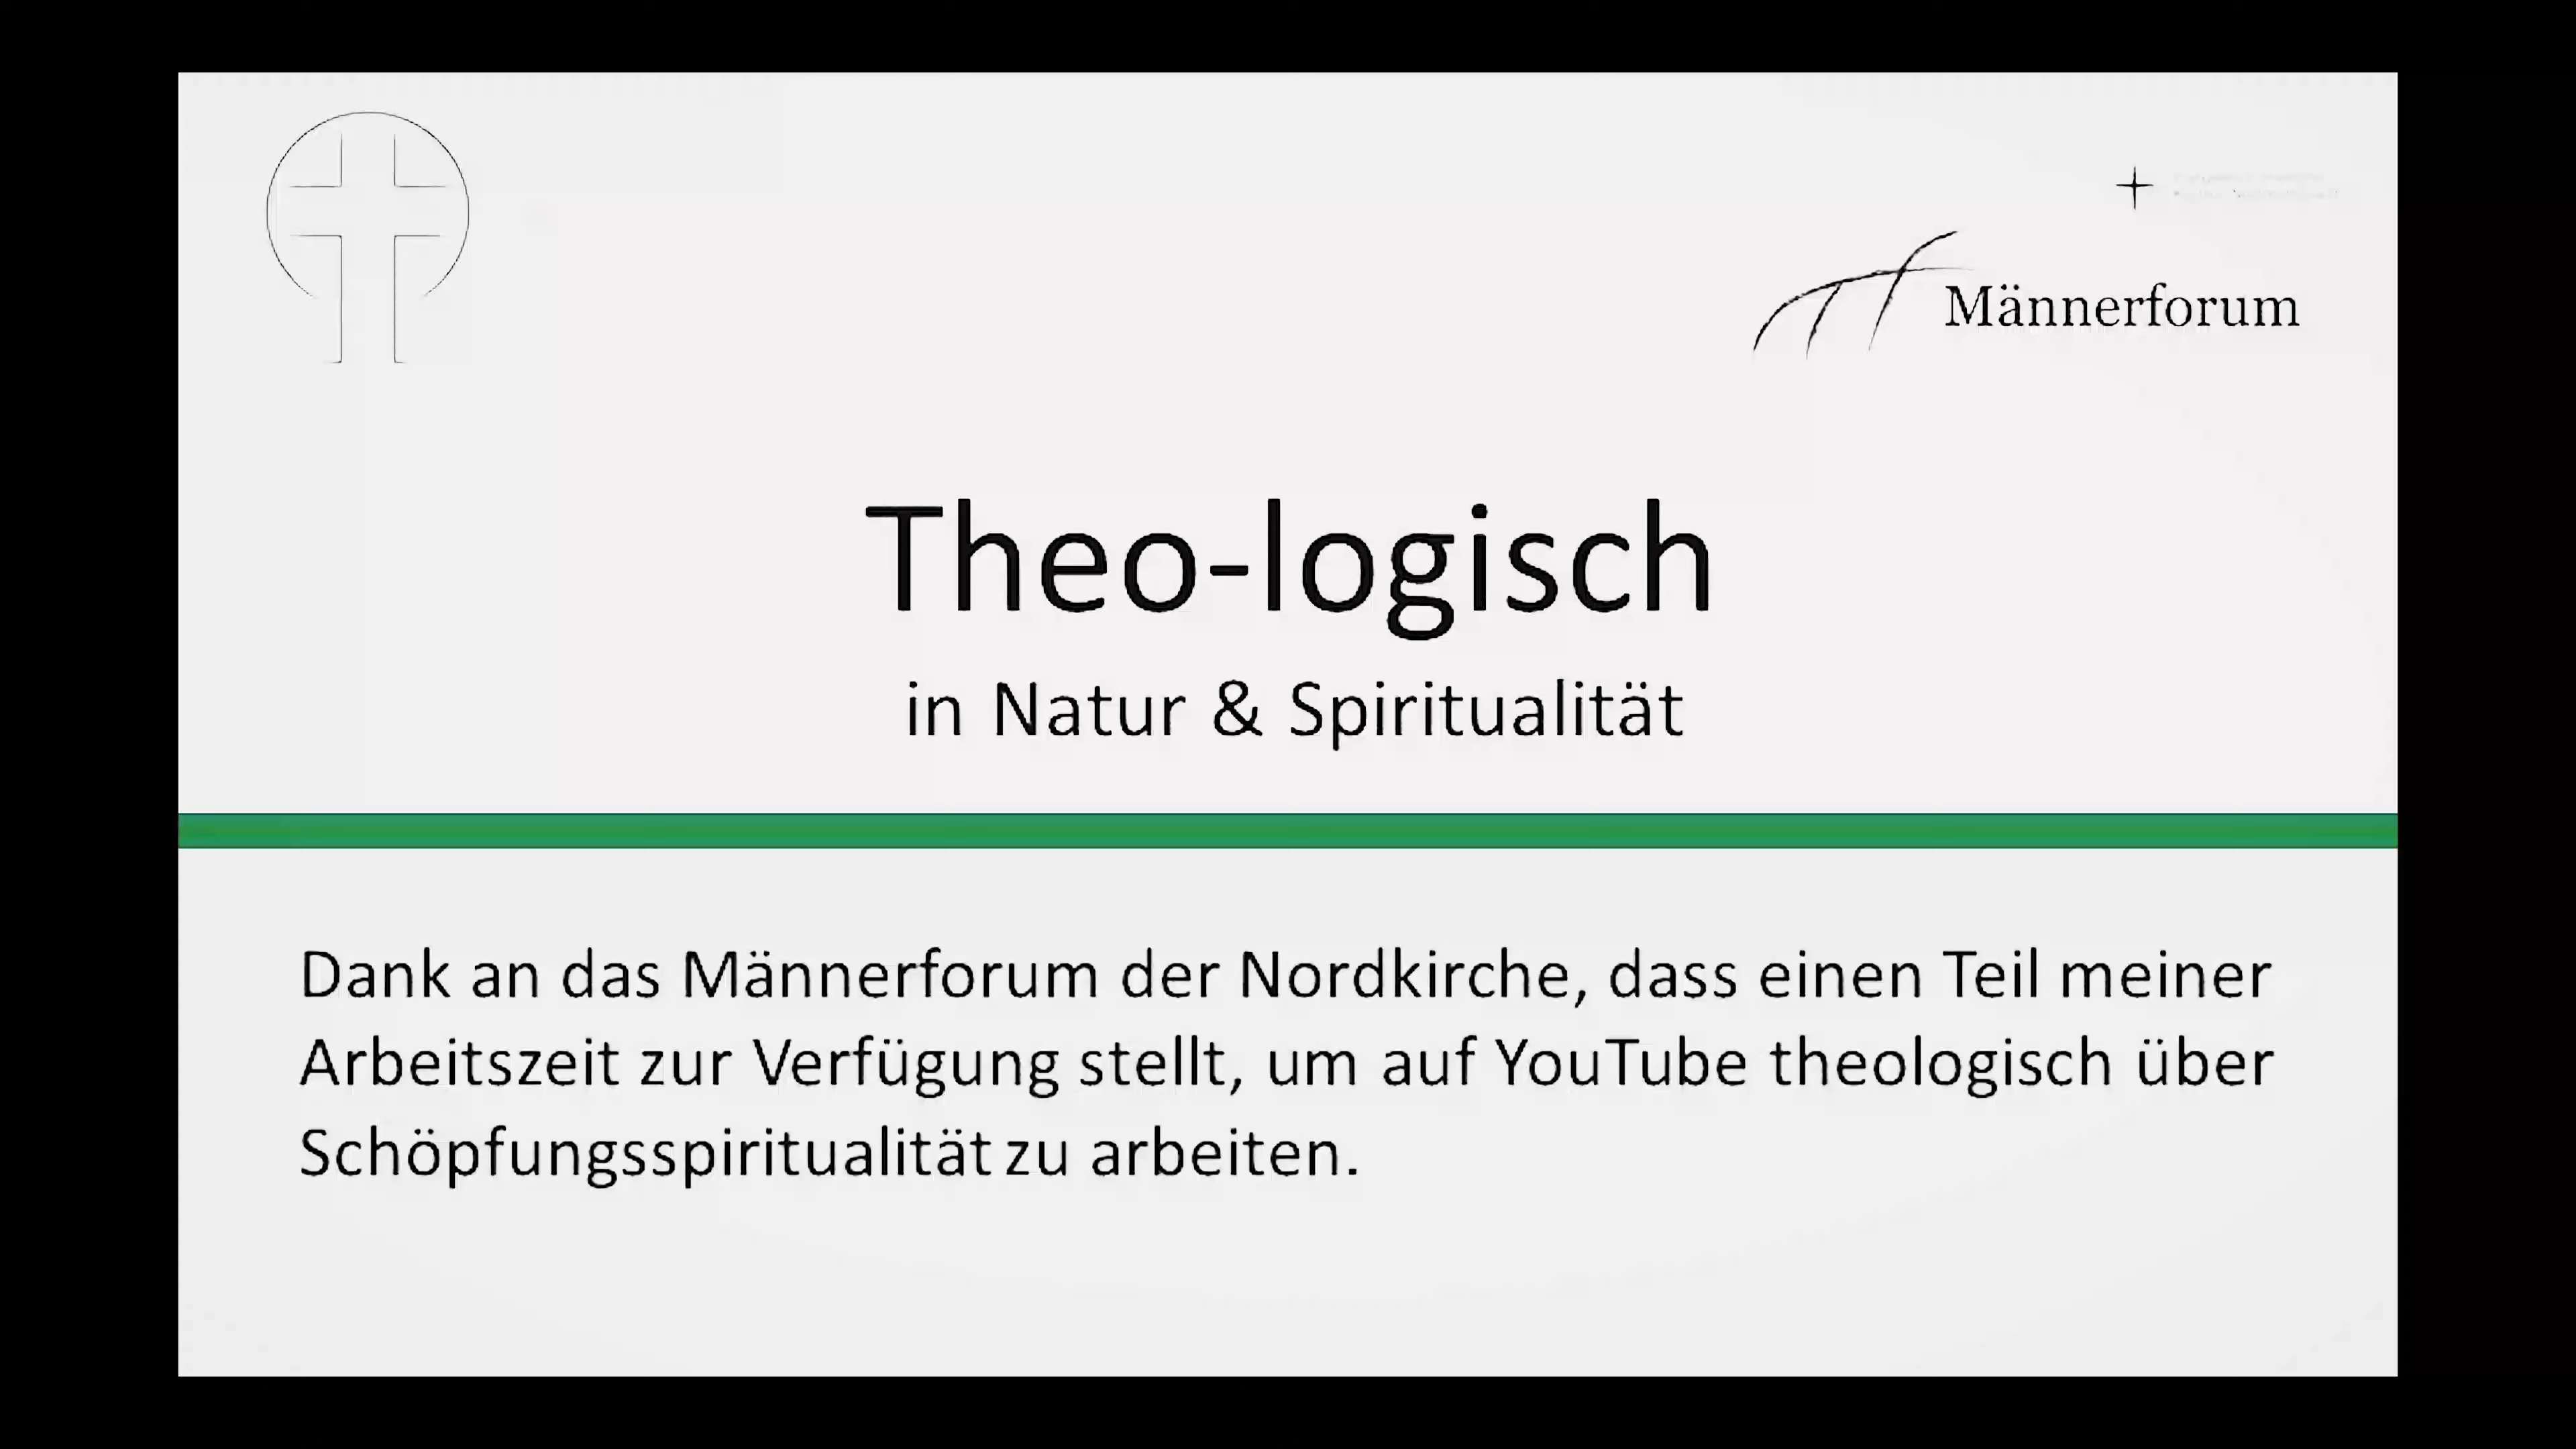 Männerforum
Theo-logisch
in Natur & Spiritualität
Dank an das Männerforum der Nordkirche, dass einen Teil meiner
Arbeitszeit zur Verfügung stellt, um auf YouTube theologisch über
Schöpfungsspiritualität zu arbeiten.